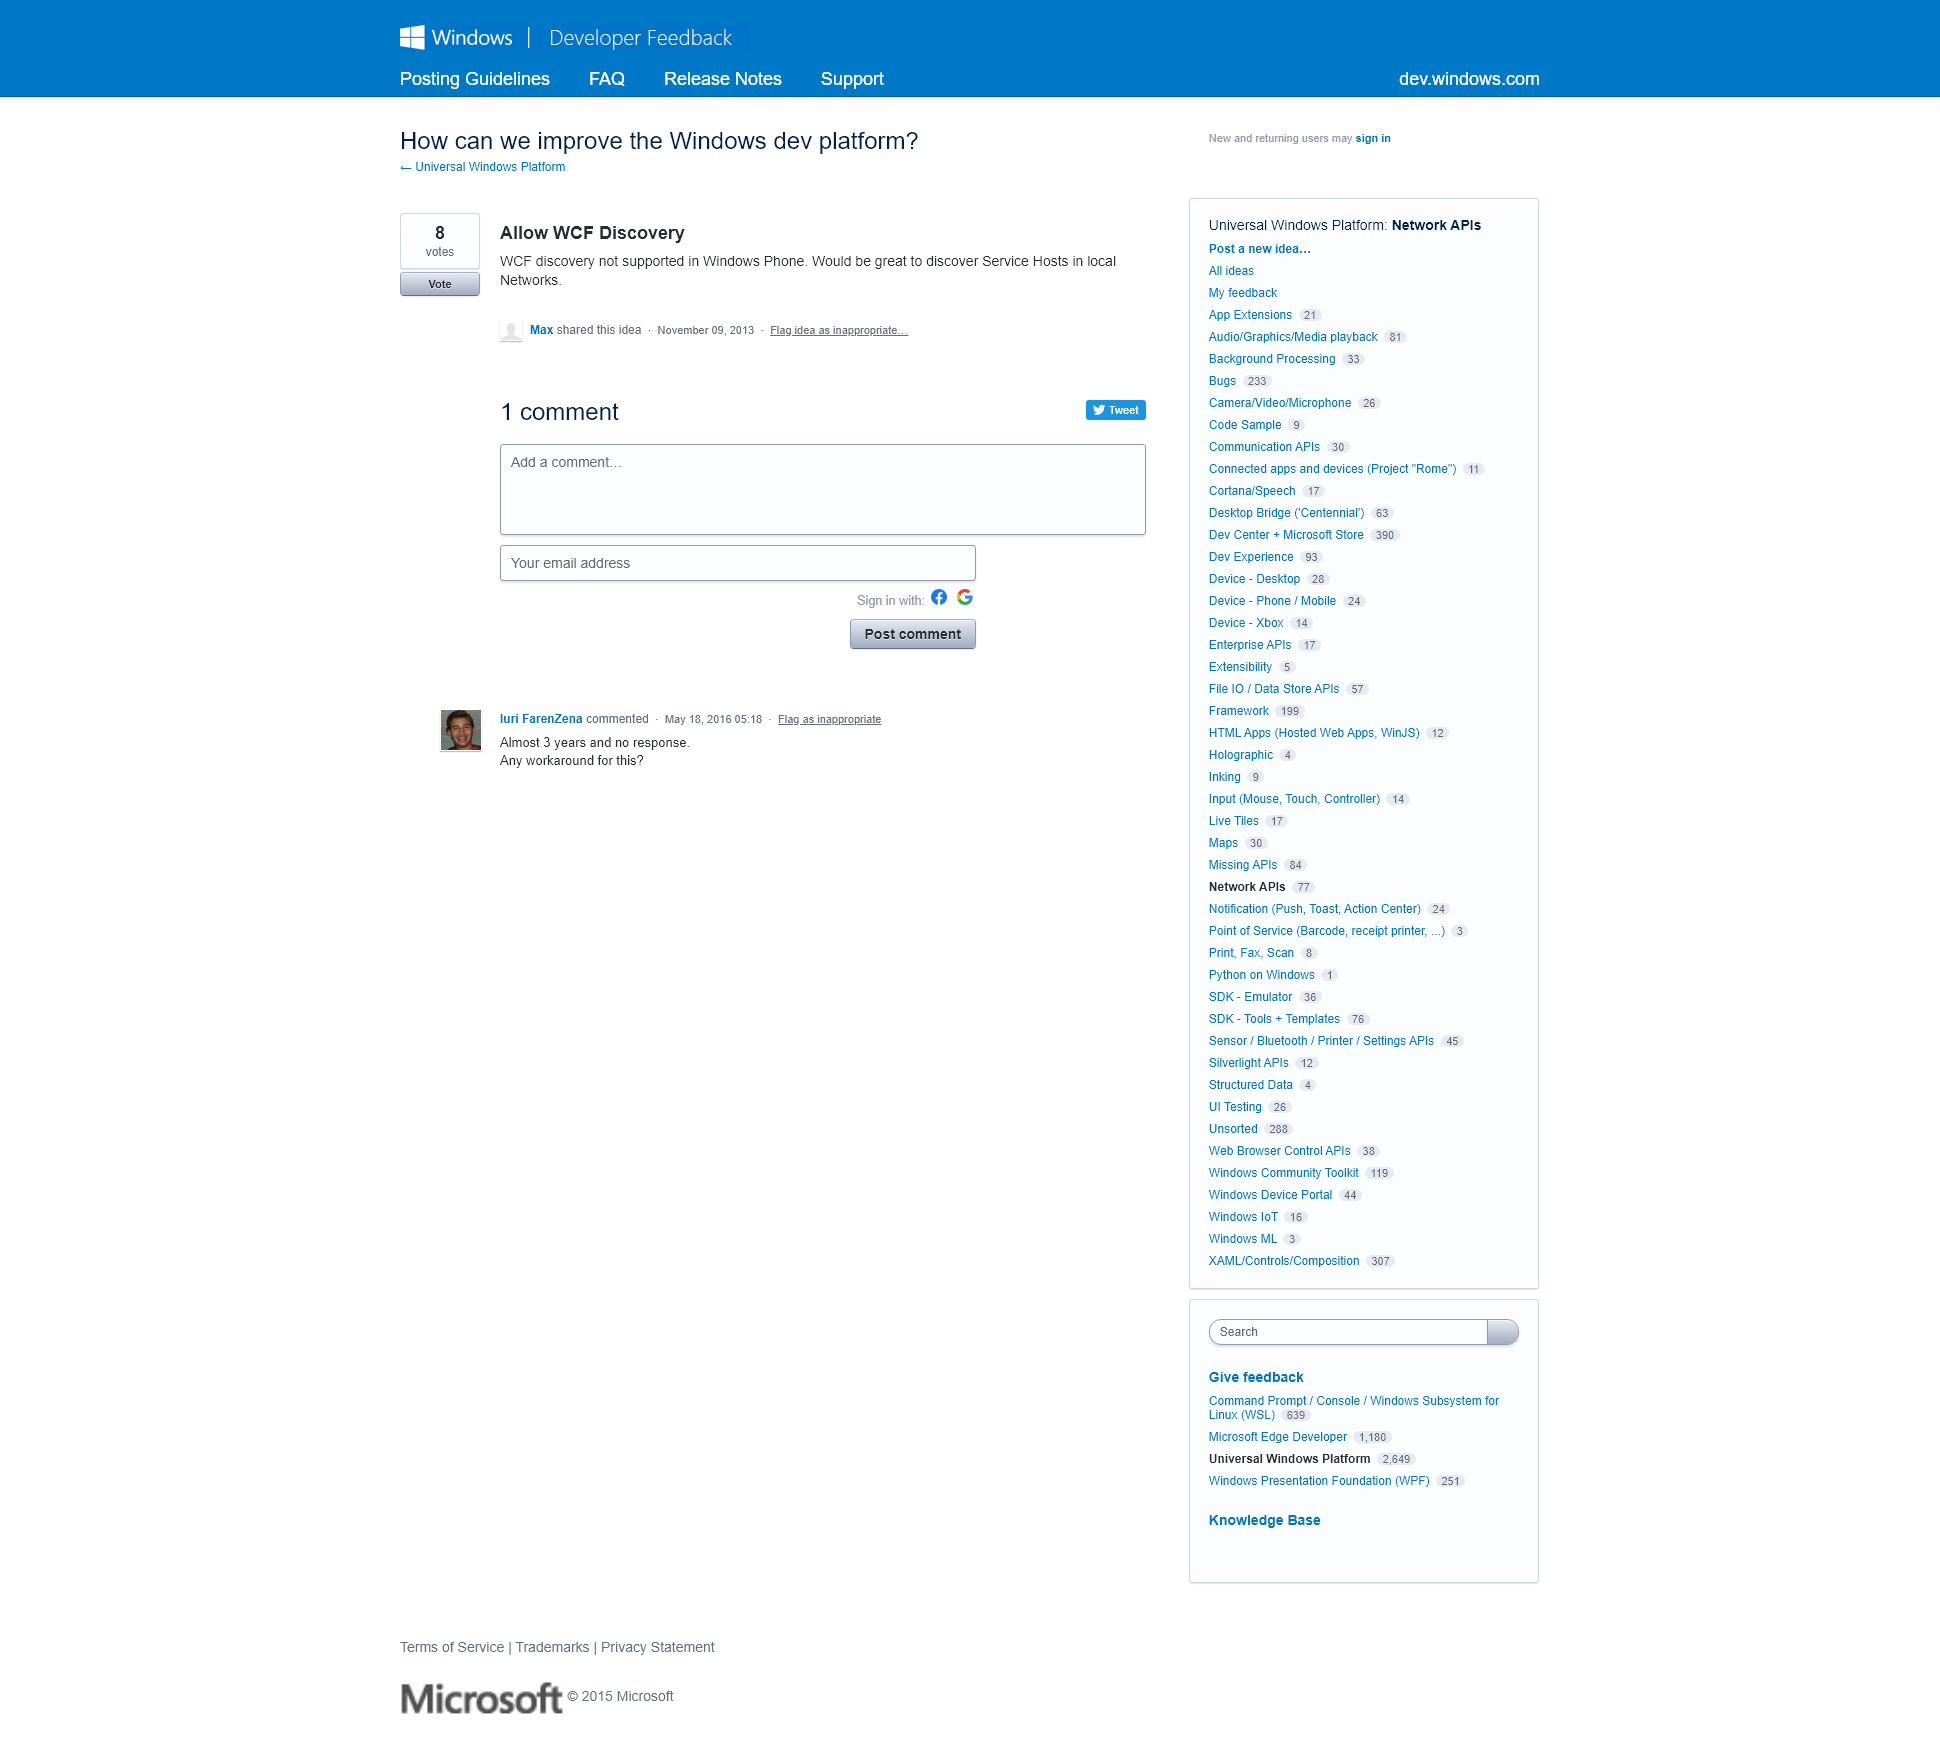 Windows | Developer Feedback
Posting Guidelines FAQ Release Notes Support dev.windows.com
How can we improve the Windows dev platform?
← Universal Windows Platform
New and returning users may sign in
8
votes
Vote
Allow WCF Discovery
WCF discovery not supported in Windows Phone. Would be great to discover Service Hosts in local
Networks.
Max shared this idea · November 09, 2013 · Flag idea as inappropriate…
1 comment
Tweet
Add a comment…
Your email address
Sign in with:
Post comment
Iuri FarenZena commented · May 18, 2016 05:18 · Flag as inappropriate
Almost 3 years and no response.
Any workaround for this?
Universal Windows Platform: Network APIs
Post a new idea…
All ideas
My feedback
App Extensions 21
Audio/Graphics/Media playback 81
Background Processing 33
Bugs 233
Camera/Video/Microphone 26
Code Sample 9
Communication APIs 30
Connected apps and devices (Project "Rome") 11
Cortana/Speech 17
Desktop Bridge ('Centennial') 63
Dev Center + Microsoft Store 390
Dev Experience 93
Device - Desktop 28
Device - Phone / Mobile 24
Device - Xbox 14
Enterprise APIs 17
Extensibility 5
File IO / Data Store APIs 57
Framework 199
HTML Apps (Hosted Web Apps, WinJS) 12
Holographic 4
Inking 9
Input (Mouse, Touch, Controller) 14
Live Tiles 17
Maps 30
Missing APIs 84
Network APIs 77
Notification (Push, Toast, Action Center) 24
Point of Service (Barcode, receipt printer, ...) 3
Print, Fax, Scan 8
Python on Windows 1
SDK - Emulator 36
SDK - Tools + Templates 76
Sensor / Bluetooth / Printer / Settings APIs 45
Silverlight APIs 12
Structured Data 4
UI Testing 26
Unsorted 288
Web Browser Control APIs 38
Windows Community Toolkit 119
Windows Device Portal 44
Windows IoT 16
Windows ML 3
XAML/Controls/Composition 307
Search
Give feedback
Command Prompt / Console / Windows Subsystem for
Linux (WSL) 639
Microsoft Edge Developer 1,180
Universal Windows Platform 2,649
Windows Presentation Foundation (WPF) 251
Knowledge Base
Terms of Service | Trademarks | Privacy Statement
Microsoft © 2015 Microsoft